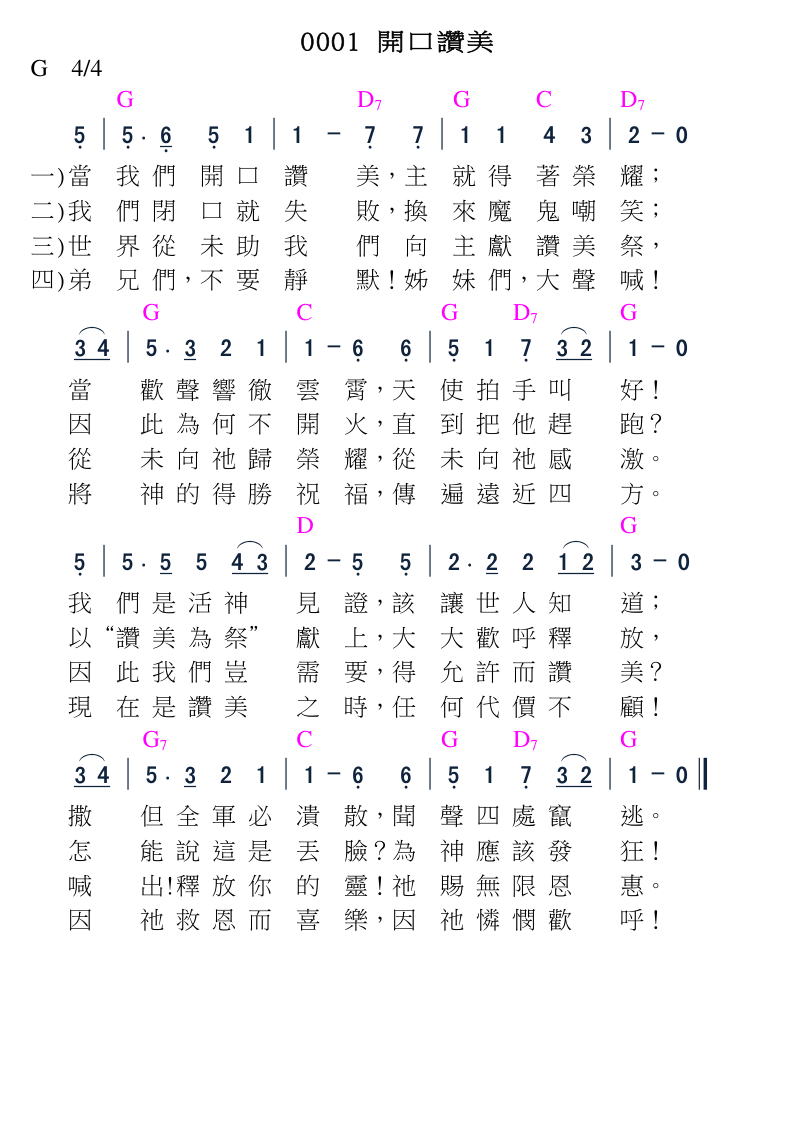 0001 開口讚美
G 4/4
G D7 G C D7
5 | 5 · 6 5 1 | 1 － 7 7 | 1 1 4 3 | 2 － 0
一)當 我 們 開 口 讚 美，主 就 得 著 榮 耀；
二)我 們 閉 口 就 失 敗，換 來 魔 鬼 嘲 笑；
三)世 界 從 未 助 我 們 向 主 獻 讚 美 祭，
四)弟 兄 們，不 要 靜 默！姊 妹 們，大 聲 喊！
G C G D7 G
3 4 | 5 · 3 2 1 | 1 － 6 6 | 5 1 7 3 2 | 1 － 0
當 歡 聲 響 徹 雲 霄，天 使 拍 手 叫 好！
因 此 為 何 不 開 火，直 到 把 他 趕 跑？
從 未 向 祂 歸 榮 耀，從 未 向 祂 感 激。
將 神 的 得 勝 祝 福，傳 遍 遠 近 四 方。
D G
5 | 5 · 5 5 4 3 | 2 － 5 5 | 2 · 2 2 1 2 | 3 － 0
我 們 是 活 神 見 證，該 讓 世 人 知 道；
以 “讚 美 為 祭” 獻 上，大 大 歡 呼 釋 放，
因 此 我 們 豈 需 要，得 允 許 而 讚 美？
現 在 是 讚 美 之 時，任 何 代 價 不 顧！
G7 C G D7 G
3 4 | 5 · 3 2 1 | 1 － 6 6 | 5 1 7 3 2 | 1 － 0 ‖
撒 但 全 軍 必 潰 散，聞 聲 四 處 竄 逃。
怎 能 說 這 是 丟 臉？為 神 應 該 發 狂！
喊 出!釋 放 你 的 靈！祂 賜 無 限 恩 惠。
因 祂 救 恩 而 喜 樂，因 祂 憐 憫 歡 呼！